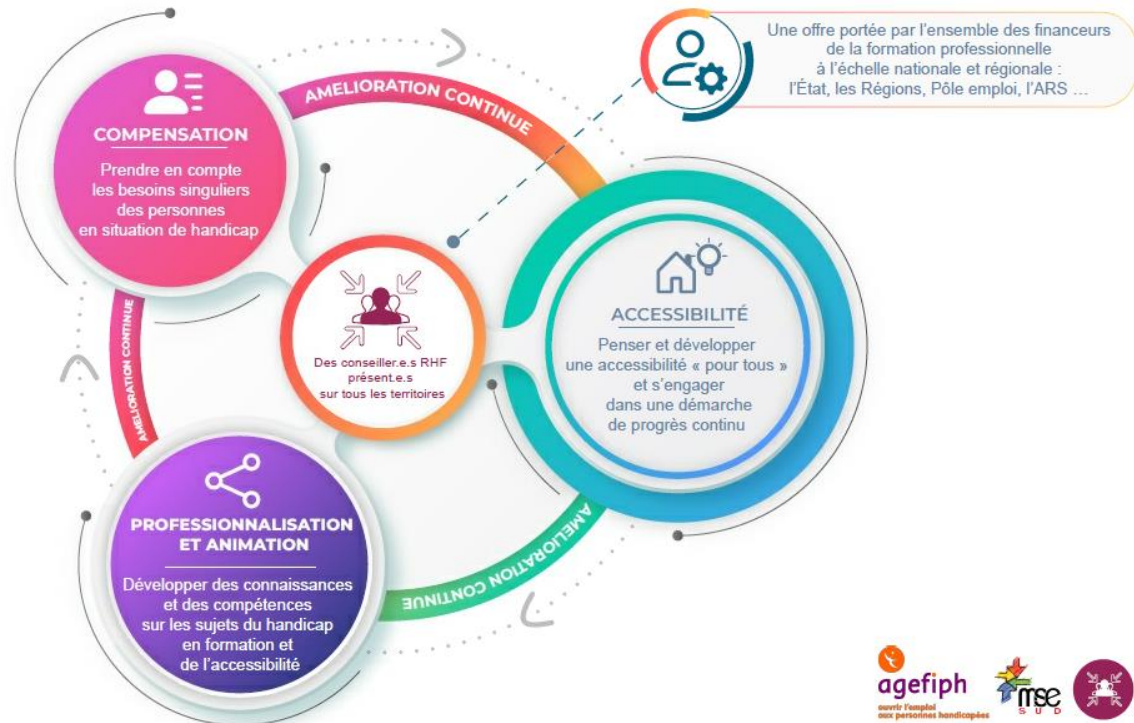 Une offre portée par l'ensemble des financeurs
de la formation professionnelle
à l'échelle nationale et régionale :
l'État, les Régions, Pôle emploi, l'ARS ...
AMELIORATION CONTINUE
COMPENSATION
Prendre en compte
les besoins singuliers
des personnes
en situation de handicap
Des conseiller.e.s RHF
présent.e.s
sur tous les territoires
ACCESSIBILITÉ
Penser et développer
une accessibilité « pour tous »
et s'engager
dans une démarche
de progrès continu
AMELIORATION CONTINUE
PROFESSIONNALISATION
ET ANIMATION
Développer des connaissances
et des compétences
sur les sujets du handicap
en formation et
de l'accessibilité
AMELIORATION CONTINUE
agefiph
ouvrir l'emploi
aux personnes handicapées
mse
SUD